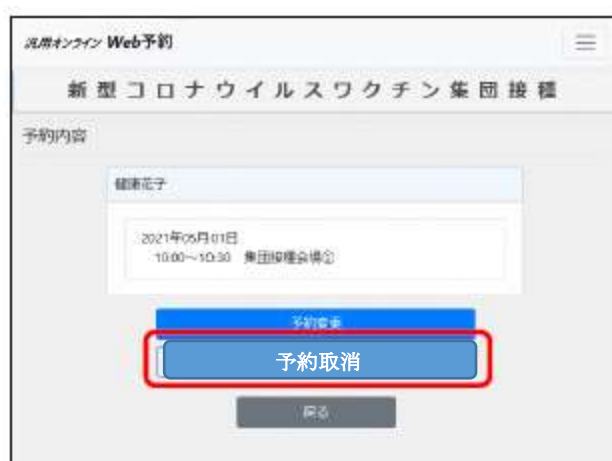 汎用オンライン Web予約
新型コロナウイルスワクチン集団接種
予約内容
健康花子
2021年05月01日
10:00～10:30 集団接種会場①
予約変更
予約取消
戻る